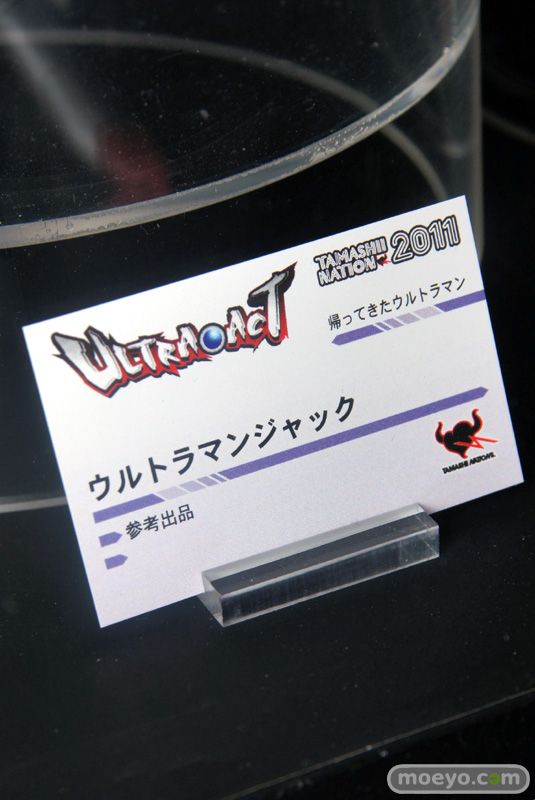 TAMASHII
NATION 2011
ULTRA-ACT
帰ってきたウルトラマン
ウルトラマンジャック
参考出品
TAMASHII NATIONS
moeyo.com